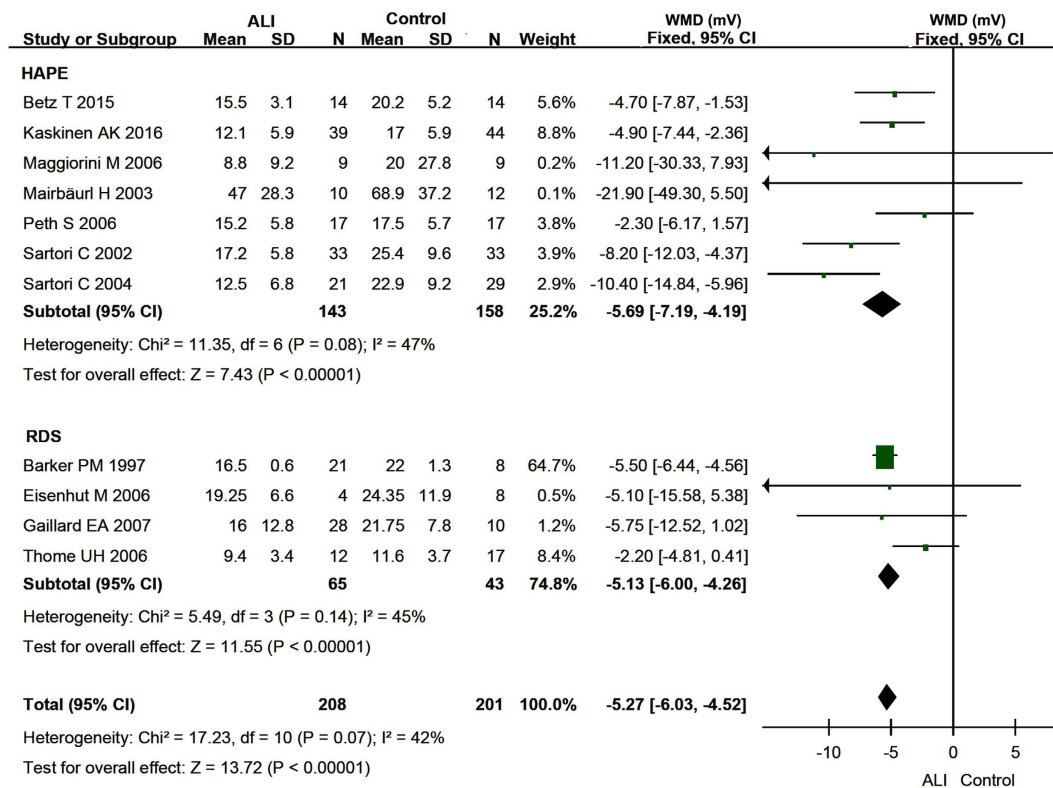 ALI Control WMD (mV) WMD (mV)
Study or Subgroup Mean SD N Mean SD N Weight Fixed, 95% CI Fixed, 95% CI
HAPE
Betz T 2015 15.5 3.1 14 20.2 5.2 14 5.6% -4.70 [-7.87, -1.53]
Kaskinen AK 2016 12.1 5.9 39 17 5.9 44 8.8% -4.90 [-7.44, -2.36]
Maggiorini M 2006 8.8 9.2 9 20 27.8 9 0.2% -11.20 [-30.33, 7.93]
Mairbäurl H 2003 47 28.3 10 68.9 37.2 12 0.1% -21.90 [-49.30, 5.50]
Peth S 2006 15.2 5.8 17 17.5 5.7 17 3.8% -2.30 [-6.17, 1.57]
Sartori C 2002 17.2 5.8 33 25.4 9.6 33 3.9% -8.20 [-12.03, -4.37]
Sartori C 2004 12.5 6.8 21 22.9 9.2 29 2.9% -10.40 [-14.84, -5.96]
Subtotal (95% CI) 143 158 25.2% -5.69 [-7.19, -4.19]
Heterogeneity: Chi² = 11.35, df = 6 (P = 0.08); I² = 47%
Test for overall effect: Z = 7.43 (P < 0.00001)
RDS
Barker PM 1997 16.5 0.6 21 22 1.3 8 64.7% -5.50 [-6.44, -4.56]
Eisenhut M 2006 19.25 6.6 4 24.35 11.9 8 0.5% -5.10 [-15.58, 5.38]
Gaillard EA 2007 16 12.8 28 21.75 7.8 10 1.2% -5.75 [-12.52, 1.02]
Thome UH 2006 9.4 3.4 12 11.6 3.7 17 8.4% -2.20 [-4.81, 0.41]
Subtotal (95% CI) 65 43 74.8% -5.13 [-6.00, -4.26]
Heterogeneity: Chi² = 5.49, df = 3 (P = 0.14); I² = 45%
Test for overall effect: Z = 11.55 (P < 0.00001)
Total (95% CI) 208 201 100.0% -5.27 [-6.03, -4.52]
Heterogeneity: Chi² = 17.23, df = 10 (P = 0.07); I² = 42%
Test for overall effect: Z = 13.72 (P < 0.00001)
-10 -5 0 5
ALI Control